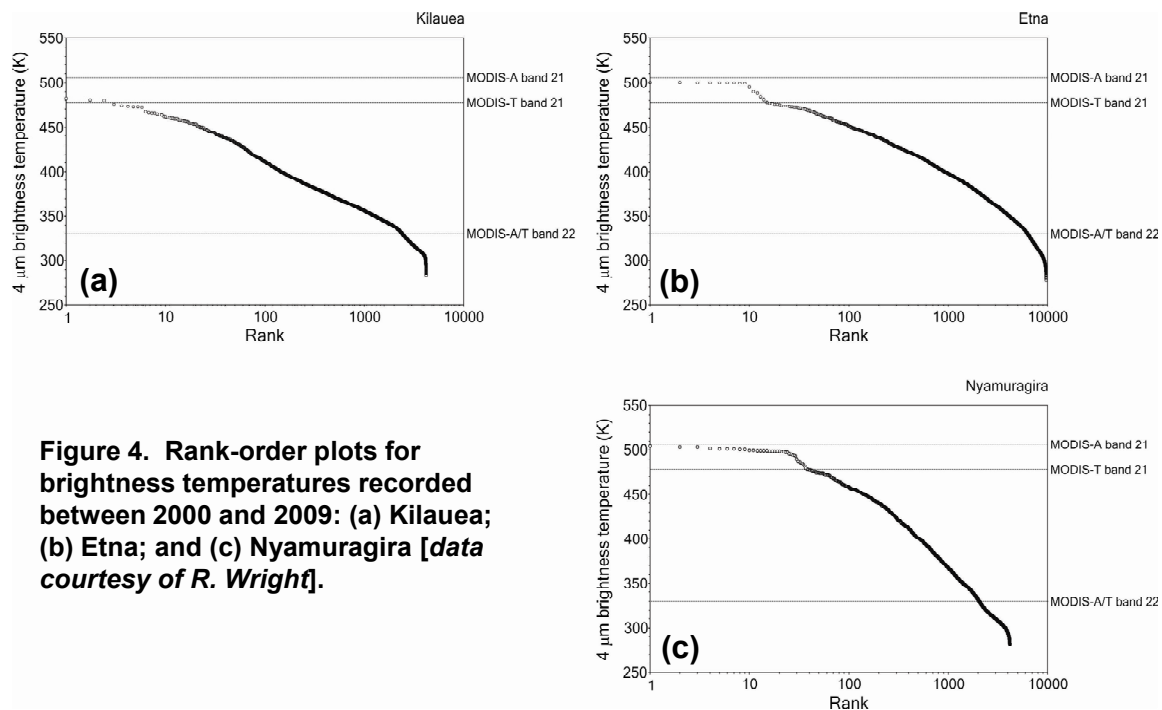 Kilauea
550
500
450
400
350
300
250
4 μm brightness temperature (K)
MODIS-A band 21
MODIS-T band 21
MODIS-A/T band 22
(a)
1 10 100 1000 10000
Rank
Etna
550
500
450
400
350
300
250
4 μm brightness temperature (K)
MODIS-A band 21
MODIS-T band 21
MODIS-A/T band 22
(b)
1 10 100 1000 10000
Rank
Nyamuragira
550
500
450
400
350
300
250
4 μm brightness temperature (K)
MODIS-A band 21
MODIS-T band 21
MODIS-A/T band 22
(c)
1 10 100 1000 10000
Rank
Figure 4. Rank-order plots for
brightness temperatures recorded
between 2000 and 2009: (a) Kilauea;
(b) Etna; and (c) Nyamuragira [data
courtesy of R. Wright].